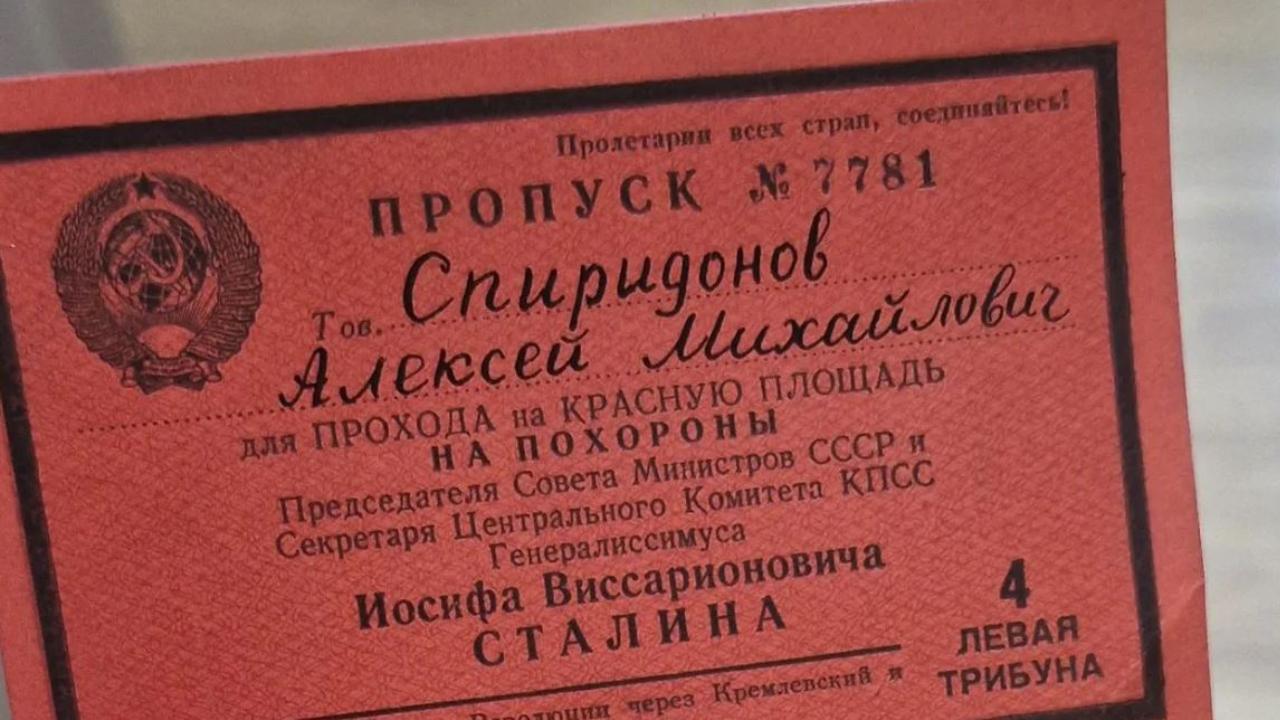 Пролетарии всех стран, соединяйтесь!
ПРОПУСК № 7781
Тов. Спиридонов
Алексей Михайлович
для ПРОХОДА на КРАСНУЮ ПЛОЩАДЬ
НА ПОХОРОНЫ
Председателя Совета Министров СССР и
Секретаря Центрального Комитета КПСС
Генералиссимуса
Иосифа Виссарионовича
СТАЛИНА
4
ЛЕВАЯ
ТРИБУНА
через Кремлевский и